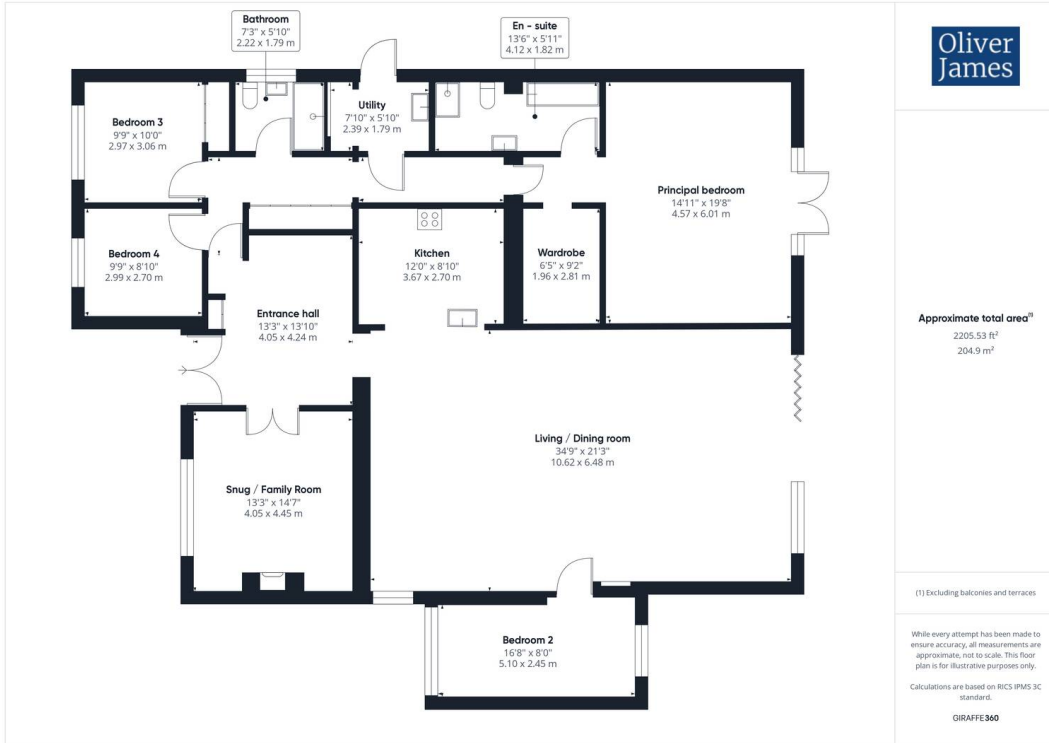 Bathroom
7'3" x 5'10"
2.22 x 1.79 m
En - suite
13'6" x 5'11"
4.12 x 1.82 m
Oliver
James
Bedroom 3
9'9" x 10'0"
2.97 x 3.06 m
Utility
7'10" x 5'10"
2.39 x 1.79 m
Principal bedroom
14'11" x 19'8"
4.57 x 6.01 m
Bedroom 4
9'9" x 8'10"
2.99 x 2.70 m
Kitchen
12'0" x 8'10"
3.67 x 2.70 m
Wardrobe
6'5" x 9'2"
1.96 x 2.81 m
Entrance hall
13'3" x 13'10"
4.05 x 4.24 m
Approximate total area⁽¹⁾
2205.53 ft²
204.9 m²
Living / Dining room
34'9" x 21'3"
10.62 x 6.48 m
Snug / Family Room
13'3" x 14'7"
4.05 x 4.45 m
Bedroom 2
16'8" x 8'0"
5.10 x 2.45 m
(1) Excluding balconies and terraces
While every attempt has been made to
ensure accuracy, all measurements are
approximate, not to scale. This floor
plan is for illustrative purposes only.
Calculations are based on RICS IPMS 3C
standard.
GIRAFFE360